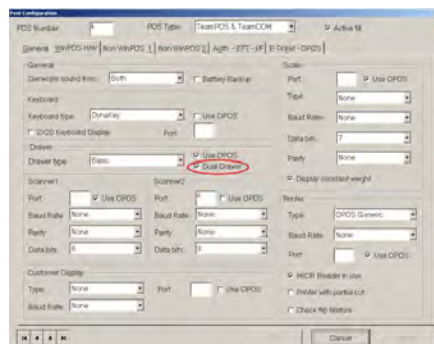 POS Configuration
POS Number POS Type: TeamPOS & TeamCOM Active fill
General WinPOS H/W Non WinPOS 1 Non WinPOS 2 Auth - EFT - I/F E-Ticket - OPOS
General
Generate sound from: Both Battery Backup
Keyboard
Keyboard type: DynaKey Use OPOS
ID20 Keyboard Display Port
Drawer
Drawer type: Basic Use OPOS
Dual Drawer
Scanner1
Port Use OPOS
Baud Rate None
Parity None
Data bits: 8
Scanner2
Port Use OPOS
Baud Rate None
Parity None
Data bits: 8
Customer Display
Type: None Port Use OPOS
Baud Rate: None
Scale
Port Use OPOS
Type: None
Baud Rate: None
Data bits: 7
Parity None
Display constant weight
Printer
Type: OPOS Generic
Baud Rate: None
Port Use OPOS
MICR Reader in use
Printer with partial cut
Check flip feature
Cancel